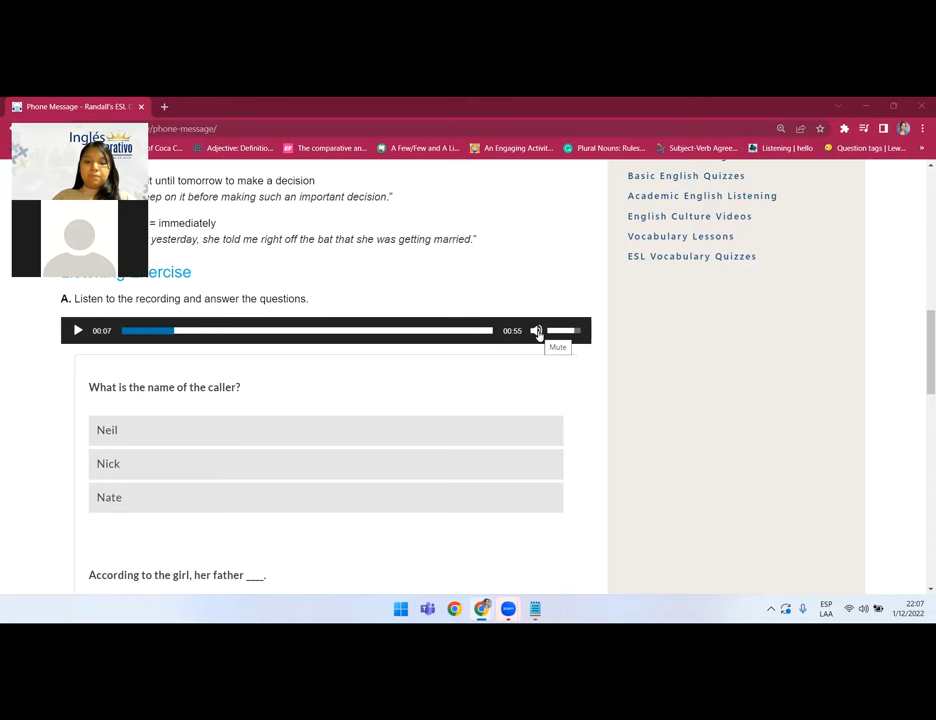 Phone Message - Randall's ESL C
/phone-message/
of Coca C...
Adjective: Definitio...
EP The comparative an...
A Few/Few and A Li...
An Engaging Activit...
Plural Nouns: Rules...
Subject-Verb Agree...
Listening | hello
Question tags | Lew...
»
Inglés
t until tomorrow to make a decision
ep on it before making such an important decision."
= immediately
yesterday, she told me right off the bat that she was getting married."
Exercise
A. Listen to the recording and answer the questions.
00:07
00:55
Mute
What is the name of the caller?
Neil
Nick
Nate
According to the girl, her father ____.
Basic English Quizzes
Academic English Listening
English Culture Videos
Vocabulary Lessons
ESL Vocabulary Quizzes
ESP
LAA
22:07
1/12/2022